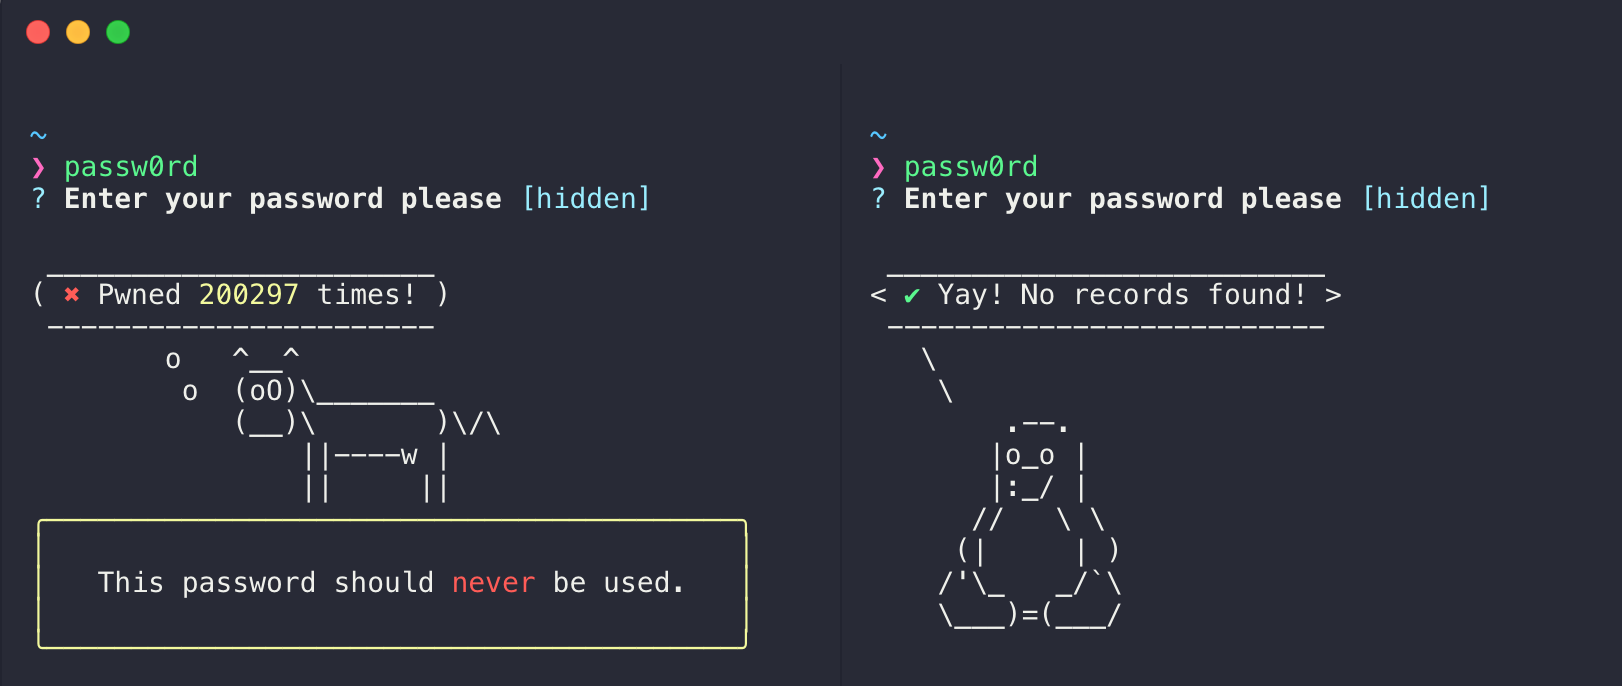 ~
❯ passw0rd
? Enter your password please [hidden]
 _______________________
( ✖ Pwned 200297 times! )
 -----------------------
        o   ^__^
         o  (oO)\_______
            (__)\       )\/\
                ||----w |
                ||     ||
This password should never be used.
~
❯ passw0rd
? Enter your password please [hidden]
 __________________________
< ✔ Yay! No records found! >
 --------------------------
   \
    \
        .--.
       |o_o |
       |:_/ |
      //   \ \
     (|     | )
    /'\_   _/`\
    \___)=(___/